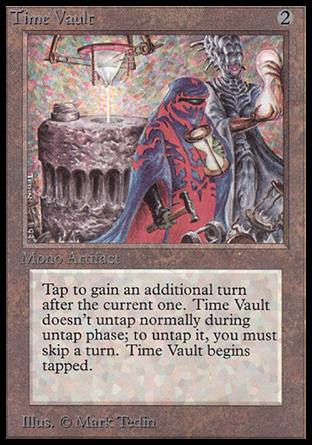 Time Vault 2
Mono Artifact
Tap to gain an additional turn
after the current one. Time Vault
doesn't untap normally during
untap phase; to untap it, you must
skip a turn. Time Vault begins
tapped.
Illus. © Mark Tedin